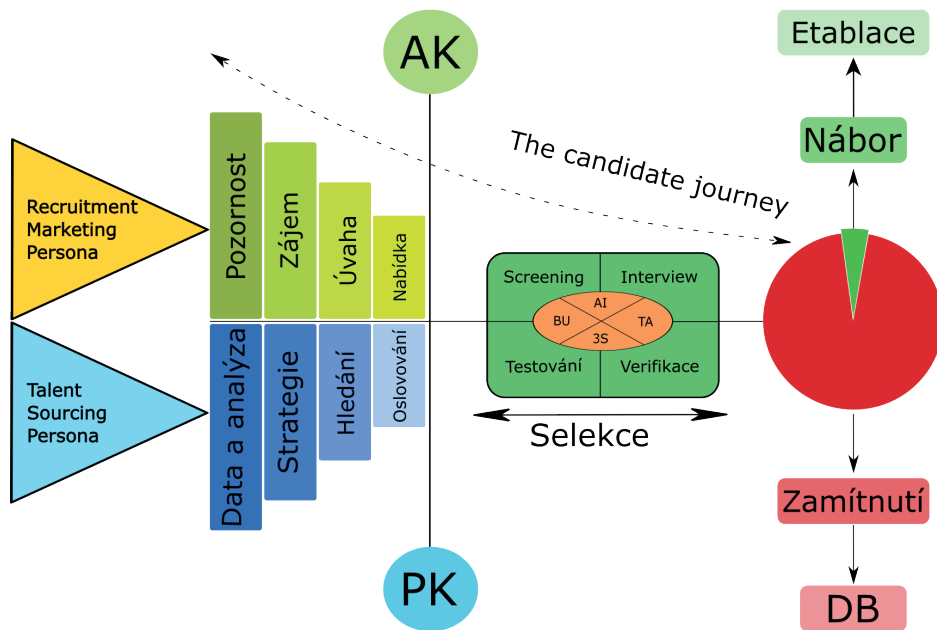 AK
Etablace
Nábor
The candidate journey
Recruitment
Marketing
Persona
Pozornost
Zájem
Úvaha
Nabídka
Screening
Interview
AI
BU
TA
3S
Testování
Verifikace
Talent
Sourcing
Persona
Data a analýza
Strategie
Hledání
Oslovování
Selekce
Zamítnutí
PK
DB